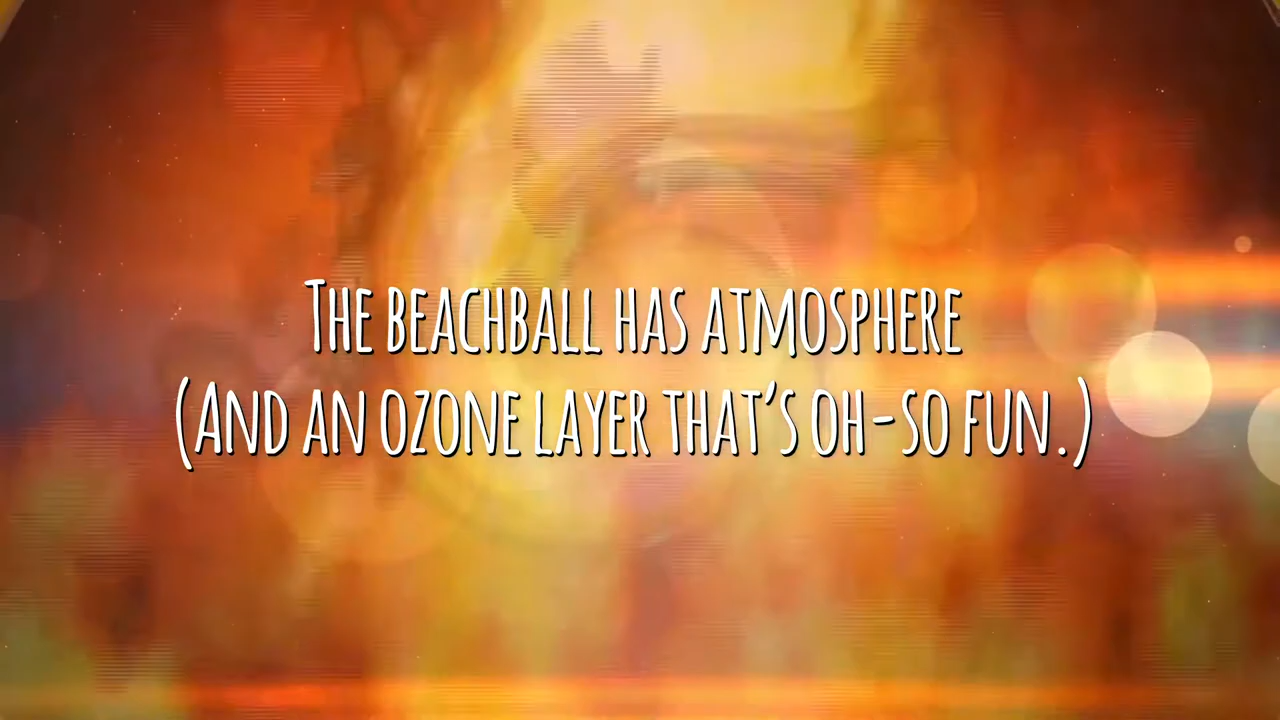 The beachball has atmosphere
(And an ozone layer that's oh-so fun.)